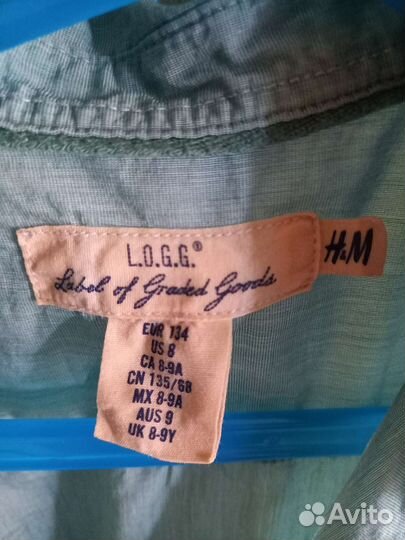 L.O.G.G.®
Label of Graded Goods
H&M
EUR 134
US 8
CA 8-9A
CN 135/68
MX 8-9A
AUS 9
UK 8-9Y
Avito